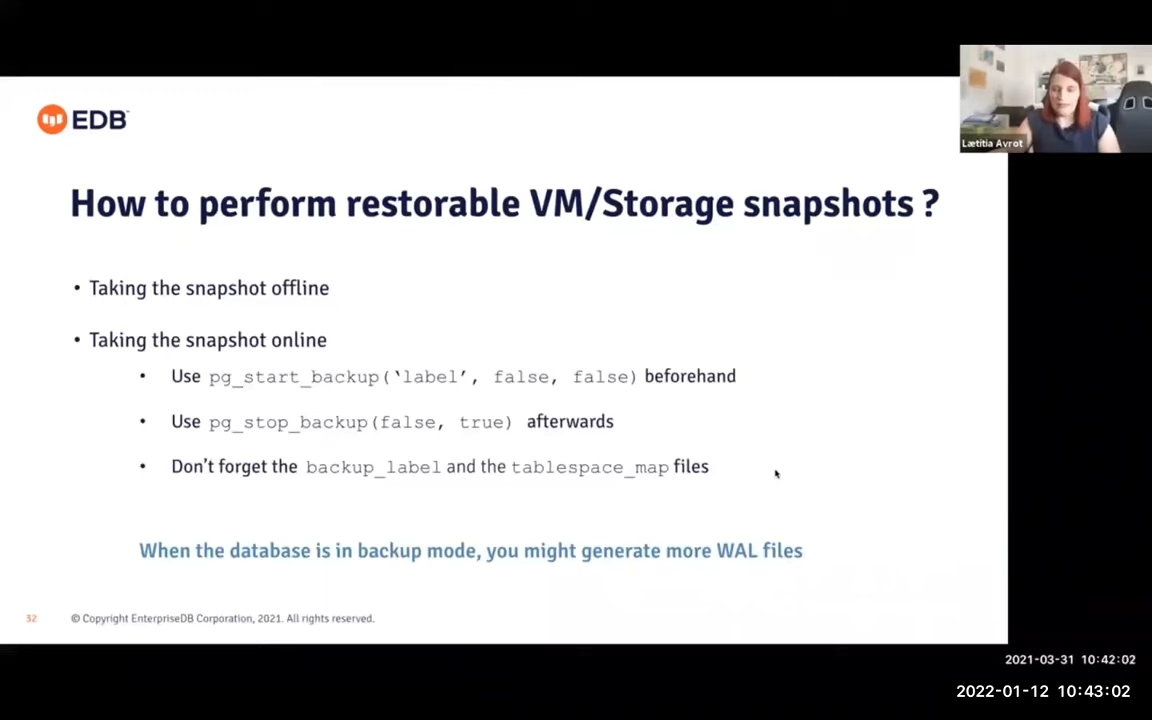 EDB™
Lætitia Avrot
How to perform restorable VM/Storage snapshots ?
• Taking the snapshot offline
• Taking the snapshot online
• Use pg_start_backup(‘label’, false, false) beforehand
• Use pg_stop_backup(false, true) afterwards
• Don’t forget the backup_label and the tablespace_map files
When the database is in backup mode, you might generate more WAL files
32 © Copyright EnterpriseDB Corporation, 2021. All rights reserved.
2021-03-31 10:42:02
2022-01-12 10:43:02